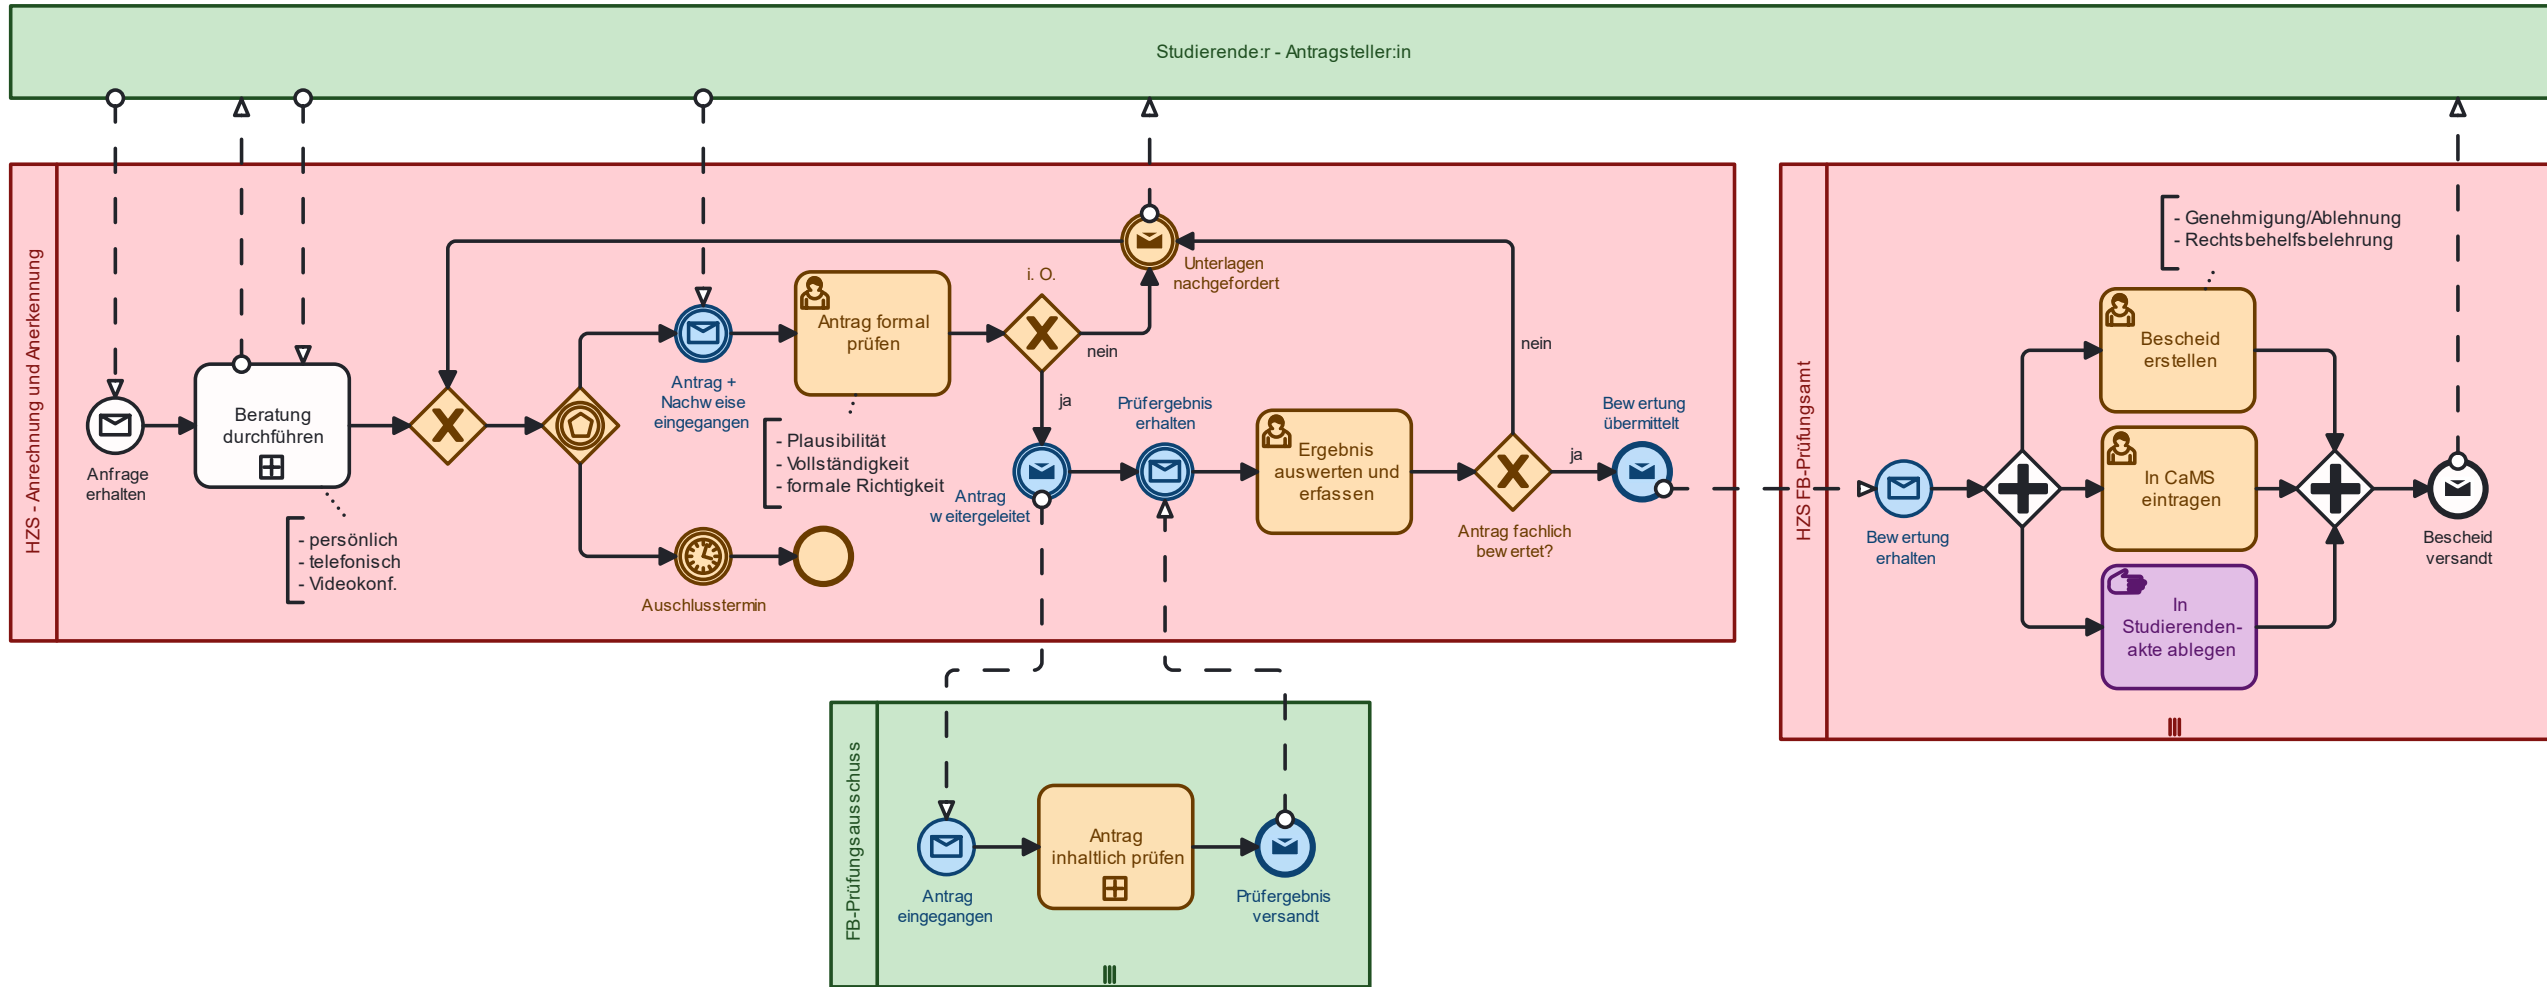 Studierende:r - Antragsteller:in
HZS - Anrechnung und Anerkennung
Anfrage
erhalten
Beratung
durchführen
- persönlich
- telefonisch
- Videokonf.
Antrag +
Nachweise
eingegangen
Auschlusstermin
Antrag formal
prüfen
- Plausibilität
- Vollständigkeit
- formale Richtigkeit
i. O.
nein
ja
Unterlagen
nachgefordert
Antrag
weitergeleitet
Prüfergebnis
erhalten
Ergebnis
auswerten und
erfassen
Antrag fachlich
bewertet?
nein
ja
Bewertung
übermittelt
FB-Prüfungsausschuss
Antrag
eingegangen
Antrag
inhaltlich prüfen
Prüfergebnis
versandt
HZS FB-Prüfungsamt
Bewertung
erhalten
- Genehmigung/Ablehnung
- Rechtsbehelfsbelehrung
Bescheid
erstellen
In CaMS
eintragen
In
Studierenden-
akte ablegen
Bescheid
versandt